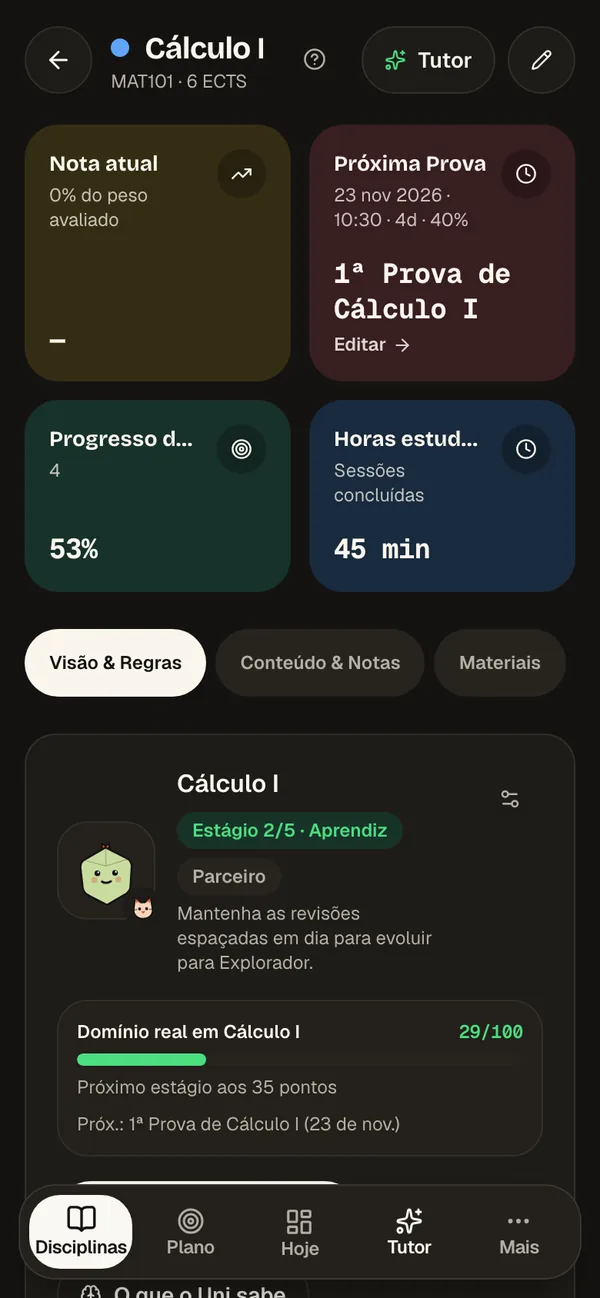 Cálculo I
MAT101 · 6 ECTS
Tutor
Nota atual
0% do peso
avaliado
–
Próxima Prova
23 nov 2026 ·
10:30 · 4d · 40%
1ª Prova de
Cálculo I
Editar →
Progresso d...
4
53%
Horas estud...
Sessões
concluídas
45 min
Visão & Regras
Conteúdo & Notas
Materiais
Cálculo I
Estágio 2/5 · Aprendiz
Parceiro
Mantenha as revisões
espaçadas em dia para evoluir
para Explorador.
Domínio real em Cálculo I
29/100
Próximo estágio aos 35 pontos
Próx.: 1ª Prova de Cálculo I (23 de nov.)
Disciplinas
Plano
Hoje
Tutor
Mais
O que o Uni sabe